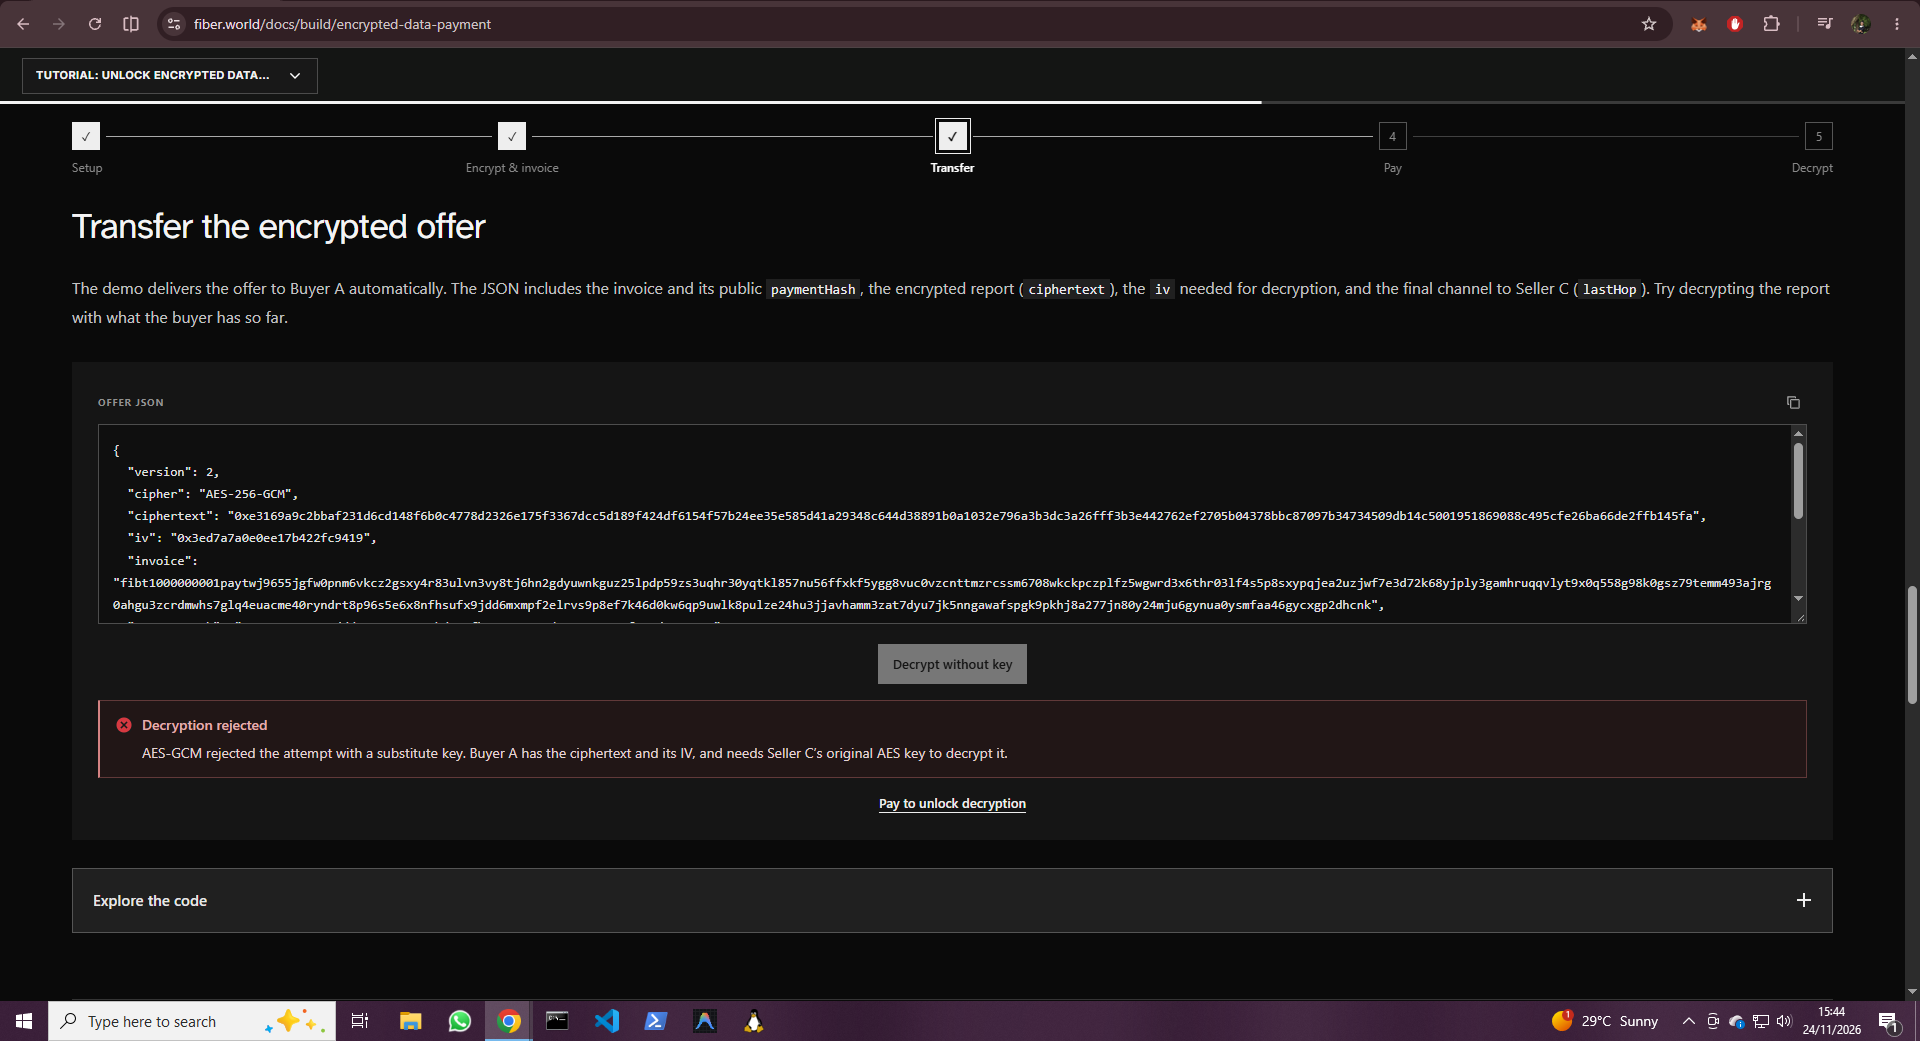 fiber.world/docs/build/encrypted-data-payment
TUTORIAL: UNLOCK ENCRYPTED DATA...
✓
✓
✓
4
5
Setup
Encrypt & invoice
Transfer
Pay
Decrypt
Transfer the encrypted offer
The demo delivers the offer to Buyer A automatically. The JSON includes the invoice and its public paymentHash, the encrypted report (ciphertext), the iv needed for decryption, and the final channel to Seller C (lastHop). Try decrypting the report
with what the buyer has so far.
OFFER JSON
{
"version": 2,
"cipher": "AES-256-GCM",
"ciphertext": "0xe3169a9c2bbaf231d6cd148f6b0c4778d2326e175f3367dcc5d189f424df6154f57b24ee35e585d41a29348c644d38891b0a1032e796a3b3dc3a26fff3b3e442762ef2705b04378bbc87097b34734509db14c5001951869088c495cfe26ba66de2ffb145fa",
"iv": "0x3ed7a7a0e0ee17b422fc9419",
"invoice":
"fibt1000000001paytwj9655jgfw0pnm6vkcz2gsxy4r83ulvn3vy8tj6hn2gdyuwnkguz25lpdp59zs3uqhr30yqtkl857nu56ffxkf5ygg8vuc0vzcnttmzrcssm6708wkckpczplfz5wgwrd3x6thr03lf4s5p8sxypqjea2uzjwf7e3d72k68yjply3gamhruqqvlyt9x0q558g98k0gsz79temm493ajrg
0ahgu3zcrdmwhs7glq4euacme40ryndrt8p96s5e6x8nfhsufx9jdd6mxmpf2elrvs9p8ef7k46d0kw6qp9uwlk8pulze24hu3jjavhamm3zat7dyu7jk5nngawafspgk9pkhj8a277jn80y24mju6gynua0ysmfaa46gycxgp2dhcnk",
Decrypt without key
Decryption rejected
AES-GCM rejected the attempt with a substitute key. Buyer A has the ciphertext and its IV, and needs Seller C's original AES key to decrypt it.
Pay to unlock decryption
Explore the code
Type here to search
1
29°C Sunny
15:44
24/11/2026
1